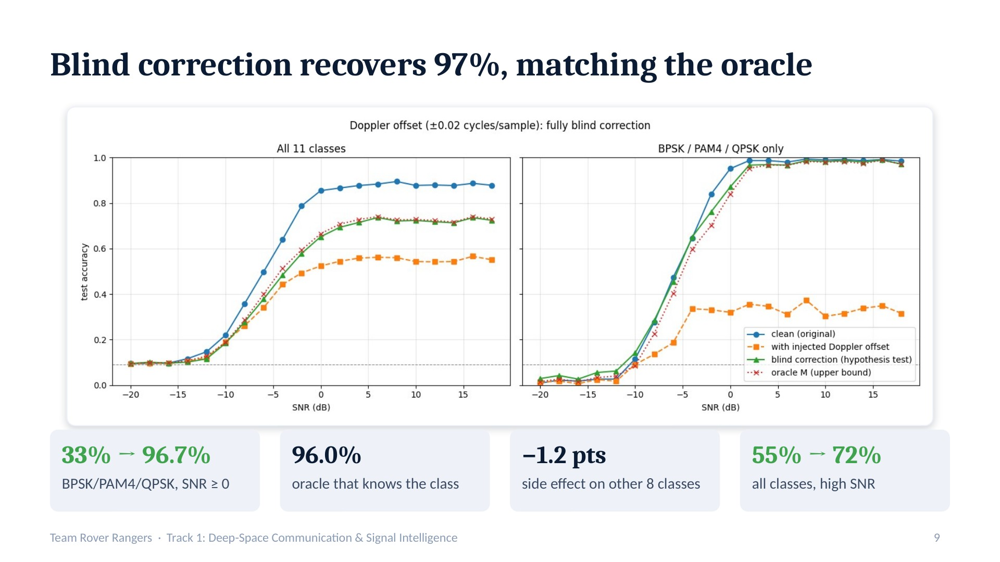 Blind correction recovers 97%, matching the oracle
Doppler offset (±0.02 cycles/sample): fully blind correction
All 11 classes
BPSK / PAM4 / QPSK only
test accuracy
1.0
0.8
0.6
0.4
0.2
0.0
−20 −15 −10 −5 0 5 10 15
SNR (dB)
−20 −15 −10 −5 0 5 10 15
SNR (dB)
clean (original)
with injected Doppler offset
blind correction (hypothesis test)
oracle M (upper bound)
33% → 96.7%
BPSK/PAM4/QPSK, SNR ≥ 0
96.0%
oracle that knows the class
−1.2 pts
side effect on other 8 classes
55% → 72%
all classes, high SNR
Team Rover Rangers · Track 1: Deep-Space Communication & Signal Intelligence
9